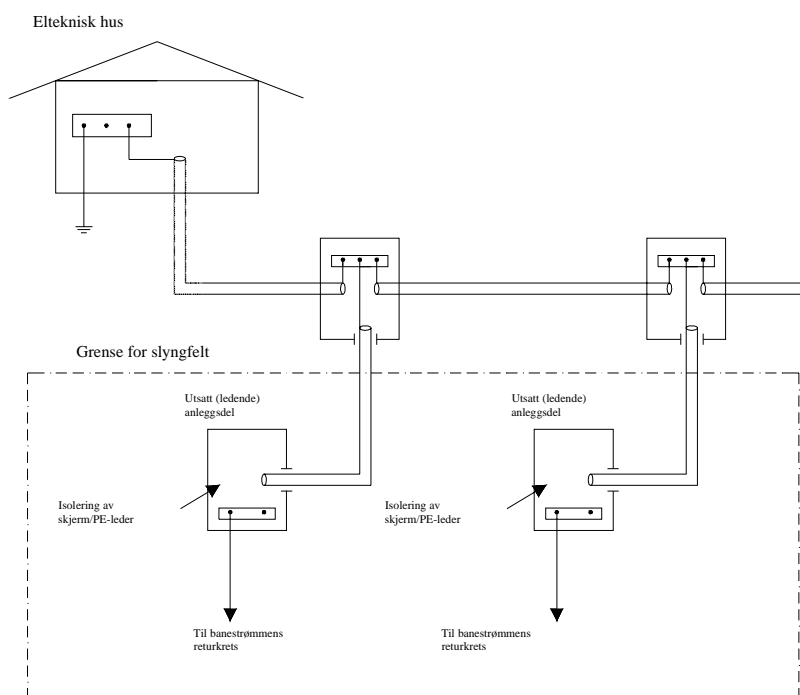 Elteknisk hus
Grense for slyngfelt
Utsatt (ledende)
anleggsdel
Utsatt (ledende)
anleggsdel
Isolering av
skjerm/PE-leder
Isolering av
skjerm/PE-leder
Til banestrømmens
returkrets
Til banestrømmens
returkrets